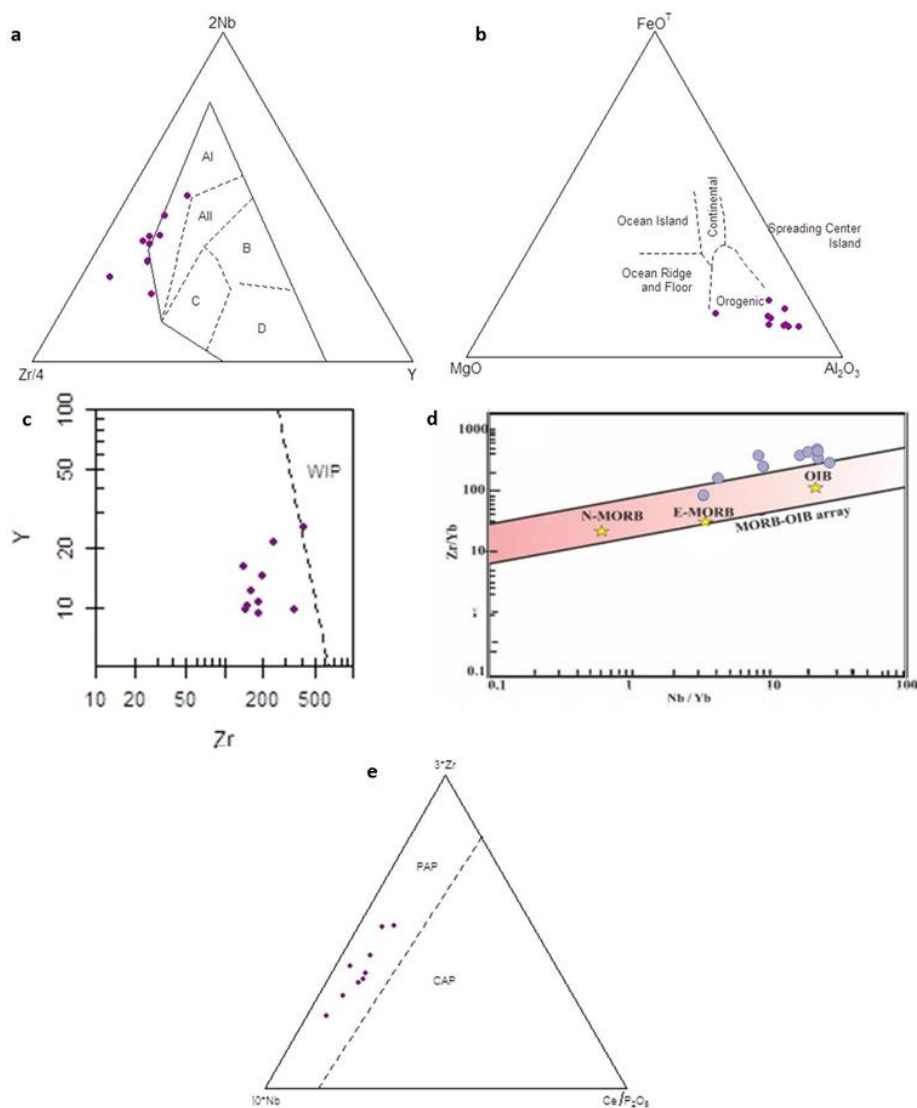 a
2Nb
AI
AII
B
C
D
Zr/4
Y
b
FeOᵀ
Ocean Island
Continental
Spreading Center
Island
Ocean Ridge
and Floor
Orogenic
MgO
Al₂O₃
c
100
50
20
10
Y
WIP
10 20 50 200 500
Zr
d
1000
100
10
1
0.1
Zr/Yb
N-MORB
E-MORB
OIB
MORB-OIB array
0.1 1 10 100
Nb / Yb
e
3*Zr
PAP
CAP
Ce/P₂O₅